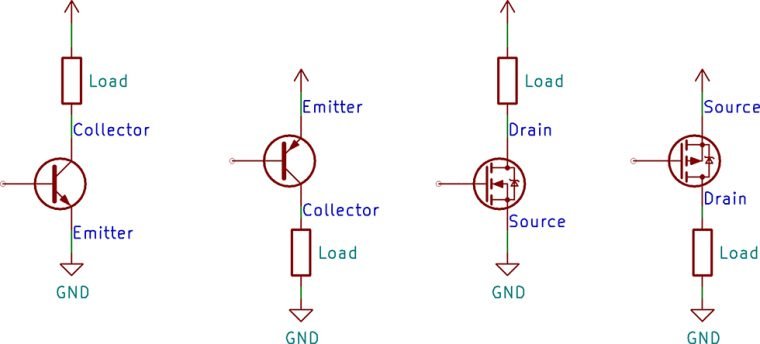 Load
Collector
Emitter
GND
Emitter
Collector
Load
GND
Load
Drain
Source
GND
Source
Drain
Load
GND